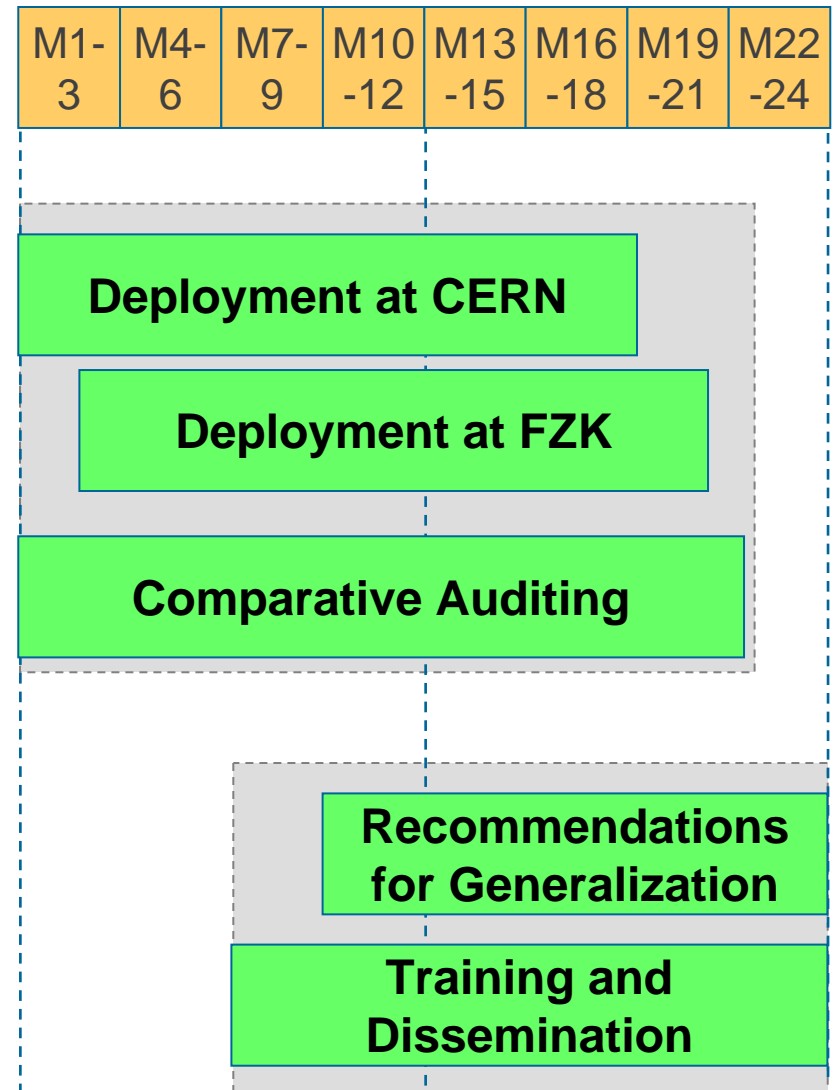 M1- M4- M7- M10 M13 M16 M19 M22
3 6 9 -12 -15 -18 -21 -24
Deployment at CERN
Deployment at FZK
Comparative Auditing
Recommendations
for Generalization
Training and
Dissemination